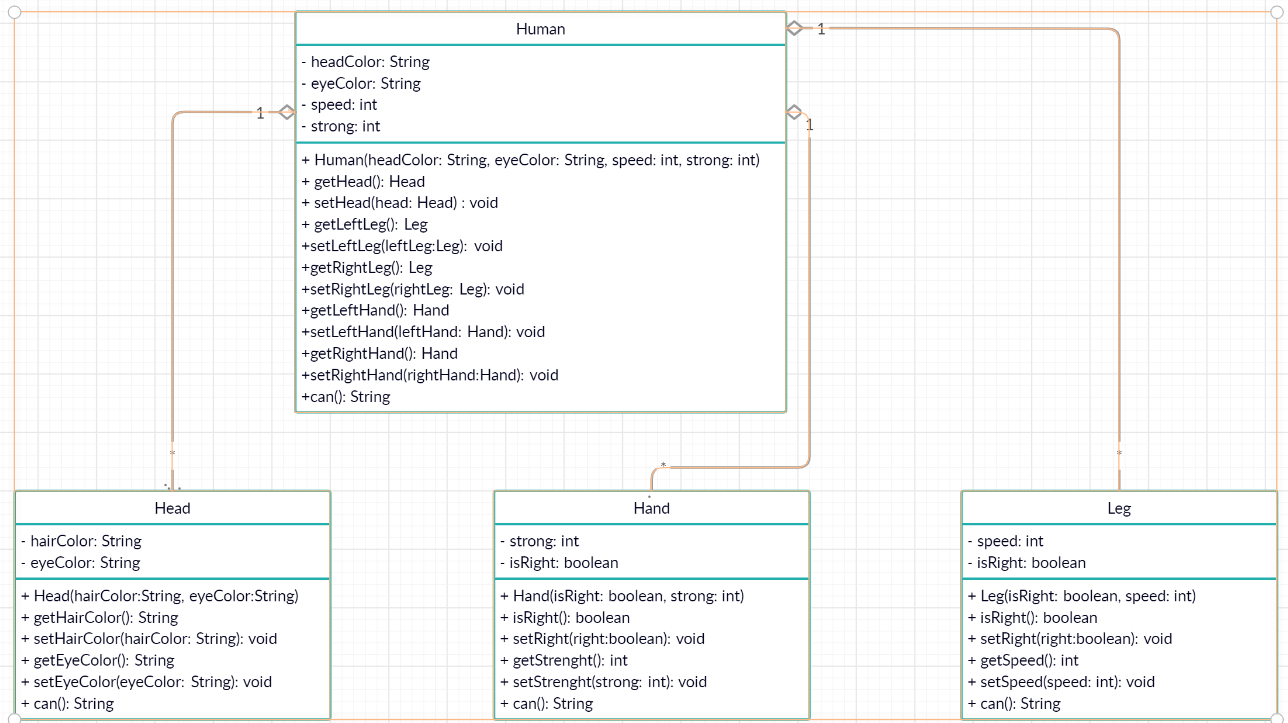 Human
- headColor: String
- eyeColor: String
- speed: int
- strong: int
+ Human(headColor: String, eyeColor: String, speed: int, strong: int)
+ getHead(): Head
+ setHead(head: Head) : void
+ getLeftLeg(): Leg
+setLeftLeg(leftLeg:Leg): void
+getRightLeg(): Leg
+setRightLeg(rightLeg: Leg): void
+getLeftHand(): Hand
+setLeftHand(leftHand: Hand): void
+getRightHand(): Hand
+setRightHand(rightHand:Hand): void
+can(): String
1
1
1
*
*
*
Head
- hairColor: String
- eyeColor: String
+ Head(hairColor:String, eyeColor:String)
+ getHairColor(): String
+ setHairColor(hairColor: String): void
+ getEyeColor(): String
+ setEyeColor(eyeColor: String): void
+ can(): String
Hand
- strong: int
- isRight: boolean
+ Hand(isRight: boolean, strong: int)
+ isRight(): boolean
+ setRight(right:boolean): void
+ getStrenght(): int
+ setStrenght(strong: int): void
+ can(): String
Leg
- speed: int
- isRight: boolean
+ Leg(isRight: boolean, speed: int)
+ isRight(): boolean
+ setRight(right:boolean): void
+ getSpeed(): int
+ setSpeed(speed: int): void
+ can(): String